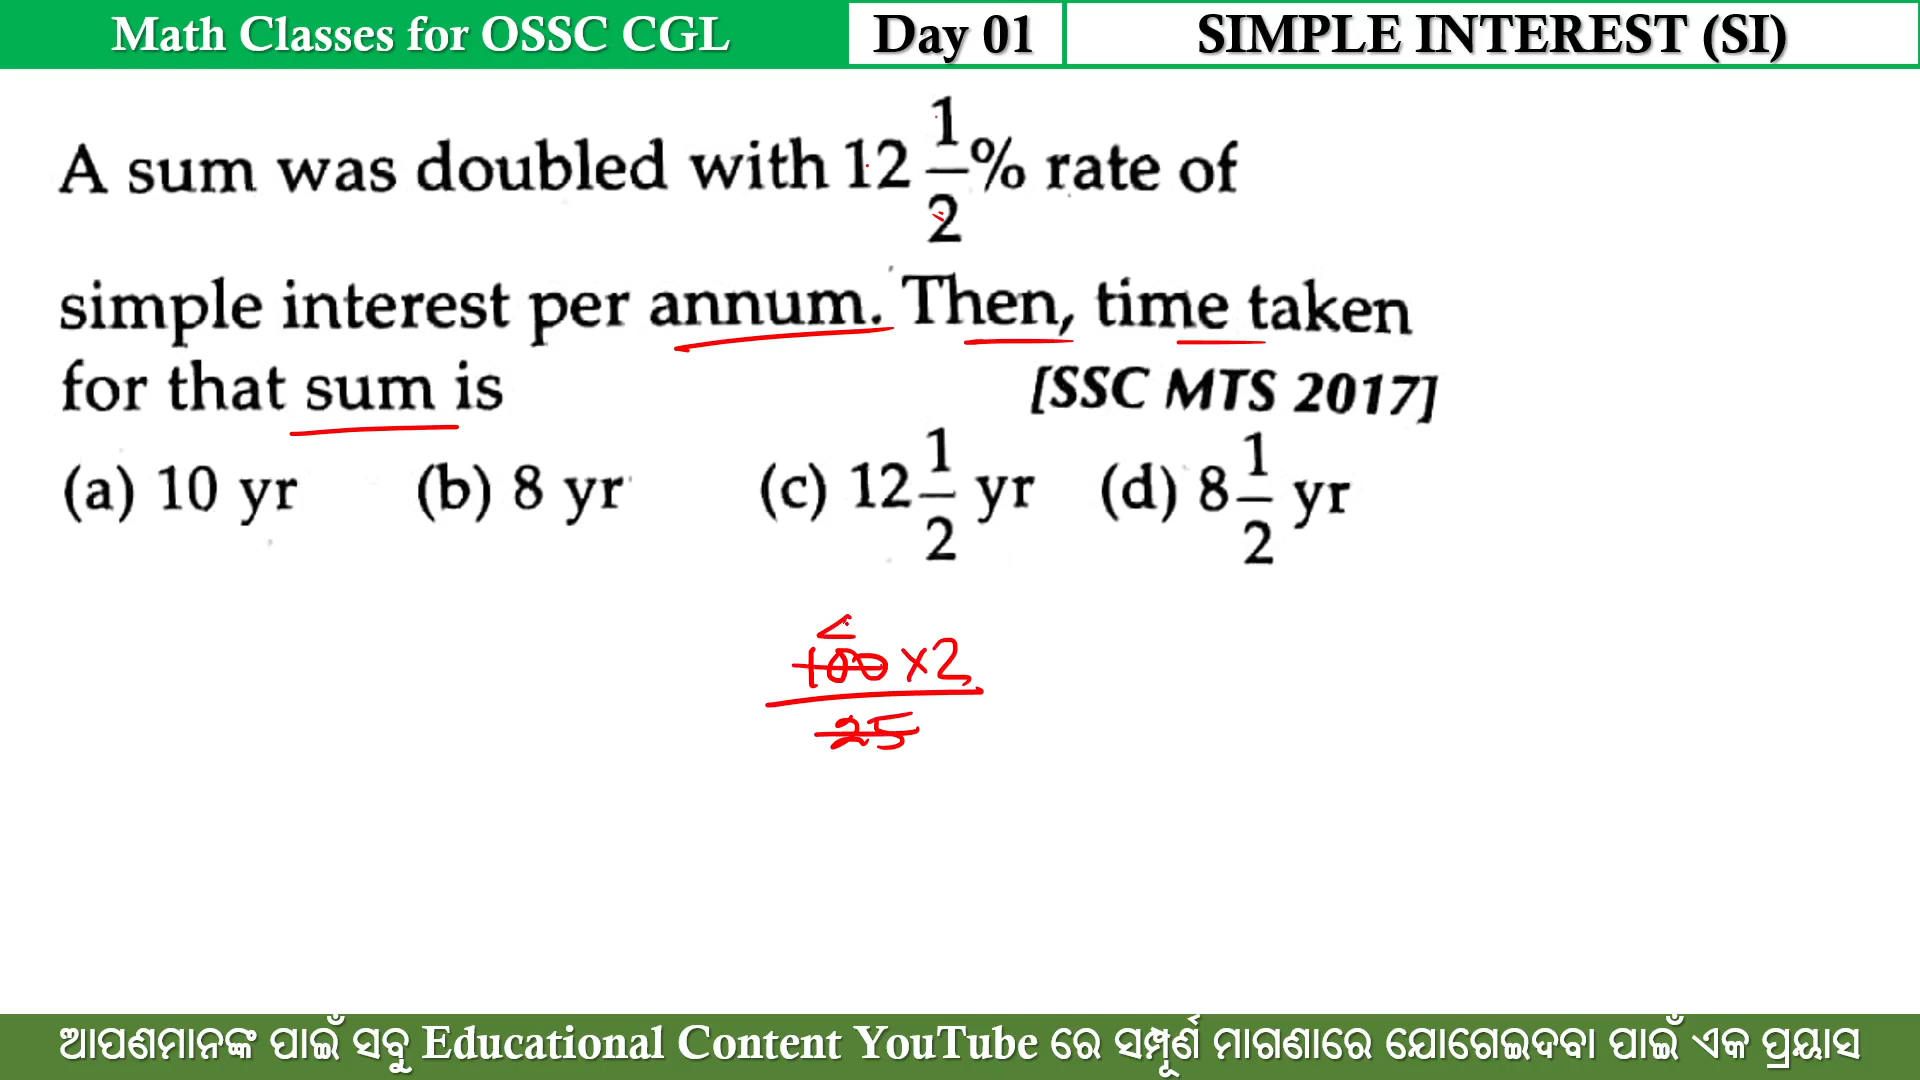 Math Classes for OSSC CGL
Day 01
SIMPLE INTEREST (SI)
A sum was doubled with 12 1/2 % rate of
simple interest per annum. Then, time taken
for that sum is [SSC MTS 2017]
(a) 10 yr (b) 8 yr (c) 12 1/2 yr (d) 8 1/2 yr
100 × 2
25
ଆପଣମାନଙ୍କ ପାଇଁ ସବୁ Educational Content YouTube ରେ ସମ୍ପୂର୍ଣ ମାଗଣାରେ ଯୋଗେଇଦବା ପାଇଁ ଏକ ପ୍ରୟାସ